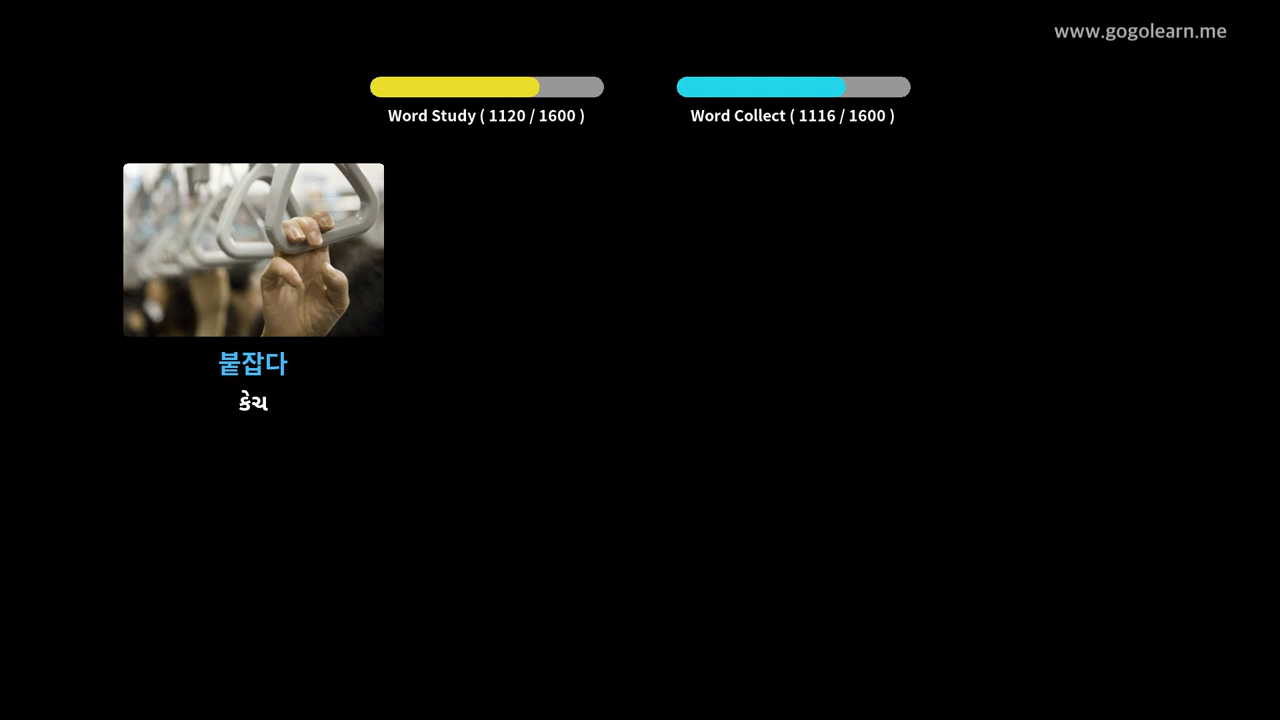 www.gogolearn.me
Word Study ( 1120 / 1600 )
Word Collect ( 1116 / 1600 )
붙잡다
કેચ